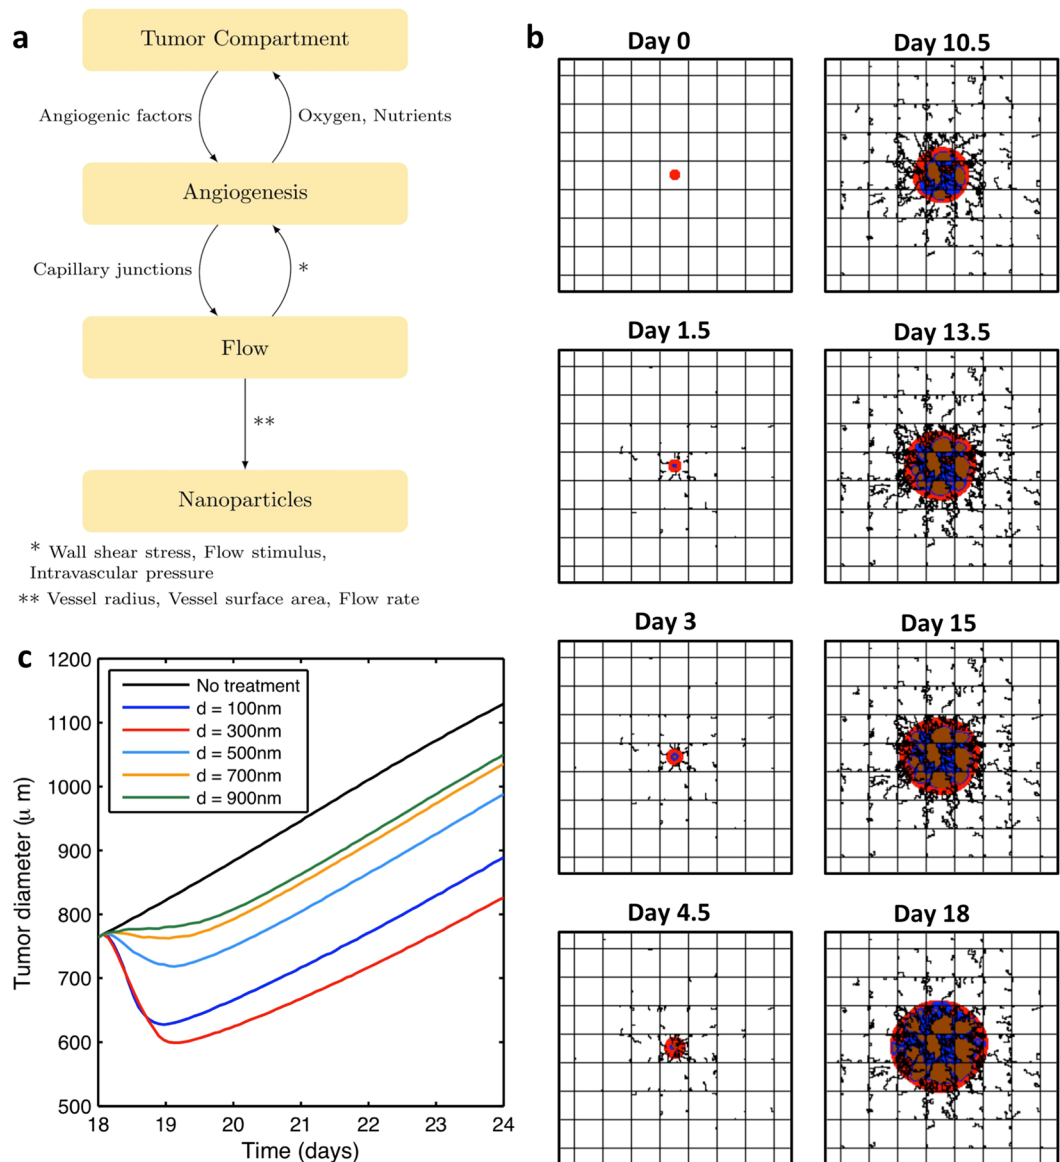 a
Tumor Compartment
Angiogenic factors
Oxygen, Nutrients
Angiogenesis
Capillary junctions
*
Flow
**
Nanoparticles
* Wall shear stress, Flow stimulus,
Intravascular pressure
** Vessel radius, Vessel surface area, Flow rate
b
Day 0
Day 10.5
Day 1.5
Day 13.5
Day 3
Day 15
Day 4.5
Day 18
c
1200
1100
1000
900
800
700
600
500
Tumor diameter (μ m)
No treatment
d = 100nm
d = 300nm
d = 500nm
d = 700nm
d = 900nm
18 19 20 21 22 23 24
Time (days)